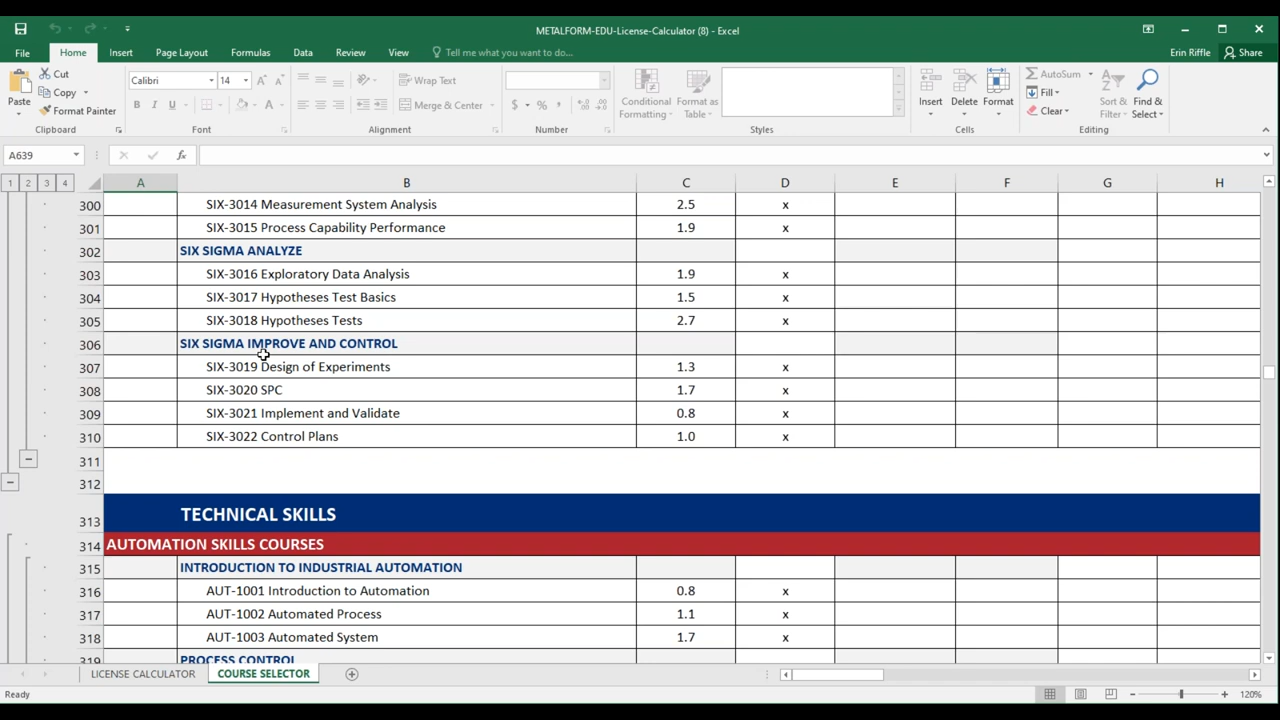 METALFORM-EDU-License-Calculator (8) - Excel
File Home Insert Page Layout Formulas Data Review View Tell me what you want to do... Erin Riffle Share
Paste Cut Copy Format Painter Clipboard
Calibri 14 A A B I U A Font
Wrap Text Merge & Center Alignment
$ % , Number
Conditional Formatting Format as Table Styles
Insert Delete Format Cells
AutoSum Fill Clear Sort & Filter Find & Select Editing
A639 fx
1 2 3 4 A B C D E F G H
300 SIX-3014 Measurement System Analysis 2.5 x
301 SIX-3015 Process Capability Performance 1.9 x
302 SIX SIGMA ANALYZE
303 SIX-3016 Exploratory Data Analysis 1.9 x
304 SIX-3017 Hypotheses Test Basics 1.5 x
305 SIX-3018 Hypotheses Tests 2.7 x
306 SIX SIGMA IMPROVE AND CONTROL
307 SIX-3019 Design of Experiments 1.3 x
308 SIX-3020 SPC 1.7 x
309 SIX-3021 Implement and Validate 0.8 x
310 SIX-3022 Control Plans 1.0 x
311
312
313 TECHNICAL SKILLS
314 AUTOMATION SKILLS COURSES
315 INTRODUCTION TO INDUSTRIAL AUTOMATION
316 AUT-1001 Introduction to Automation 0.8 x
317 AUT-1002 Automated Process 1.1 x
318 AUT-1003 Automated System 1.7 x
319 PROCESS CONTROL
LICENSE CALCULATOR COURSE SELECTOR
Ready 120%